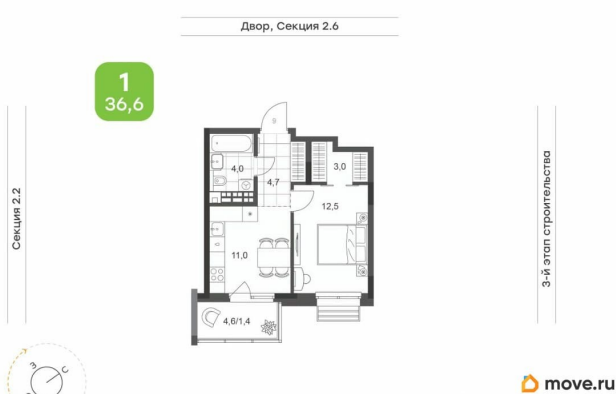 Двор, Секция 2.6
1
36,6
4,0
4,7
3,0
12,5
11,0
4,6/1,4
Секция 2.2
3-й этап строительства
З
С
move.ru